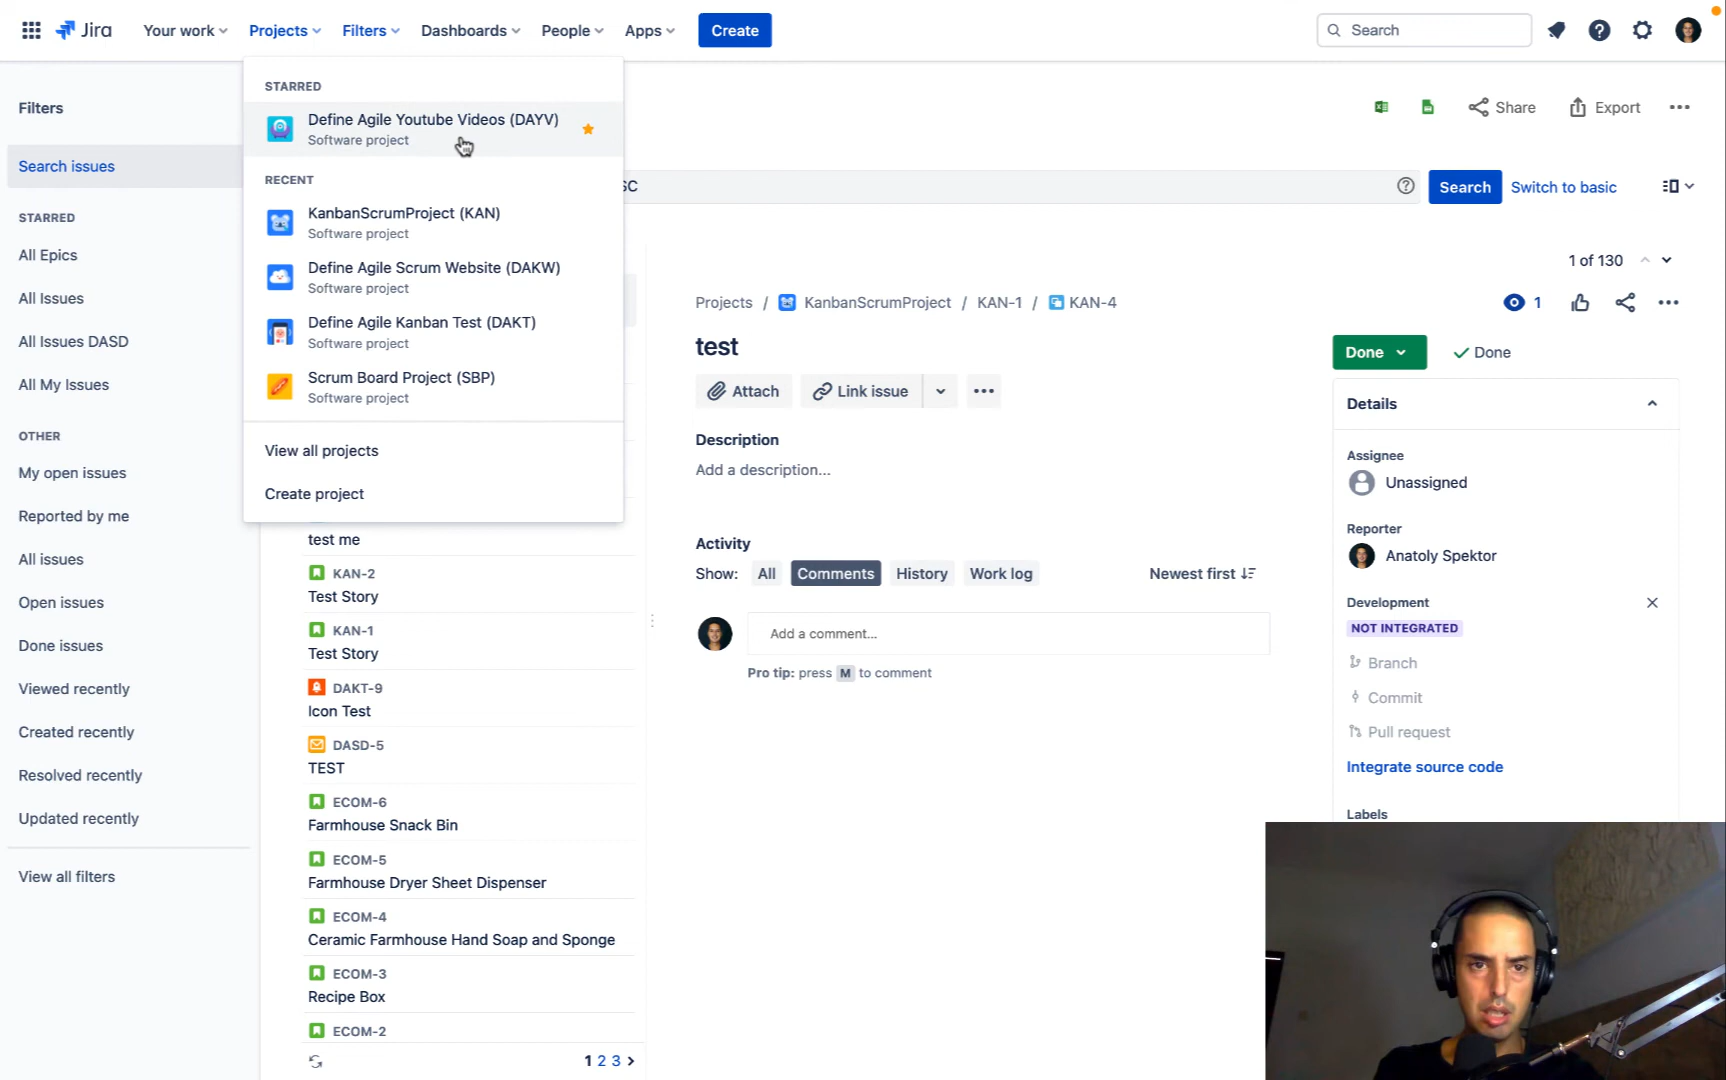 Jira
Your work
Projects
Filters
Dashboards
People
Apps
Create
Search
Filters
Search issues
STARRED
All Epics
All Issues
All Issues DASD
All My Issues
OTHER
My open issues
Reported by me
All issues
Open issues
Done issues
Viewed recently
Created recently
Resolved recently
Updated recently
View all filters
STARRED
Define Agile Youtube Videos (DAYV)
Software project
RECENT
KanbanScrumProject (KAN)
Software project
Define Agile Scrum Website (DAKW)
Software project
Define Agile Kanban Test (DAKT)
Software project
Scrum Board Project (SBP)
Software project
View all projects
Create project
Share
Export
SC
Search
Switch to basic
test me
KAN-2
Test Story
KAN-1
Test Story
DAKT-9
Icon Test
DASD-5
TEST
ECOM-6
Farmhouse Snack Bin
ECOM-5
Farmhouse Dryer Sheet Dispenser
ECOM-4
Ceramic Farmhouse Hand Soap and Sponge
ECOM-3
Recipe Box
ECOM-2
1 2 3
1 of 130
Projects / KanbanScrumProject / KAN-1 / KAN-4
1
test
Attach
Link issue
Description
Add a description...
Activity
Show: All Comments History Work log
Newest first
Add a comment...
Pro tip: press M to comment
Done
Done
Details
Assignee
Unassigned
Reporter
Anatoly Spektor
Development
NOT INTEGRATED
Branch
Commit
Pull request
Integrate source code
Labels